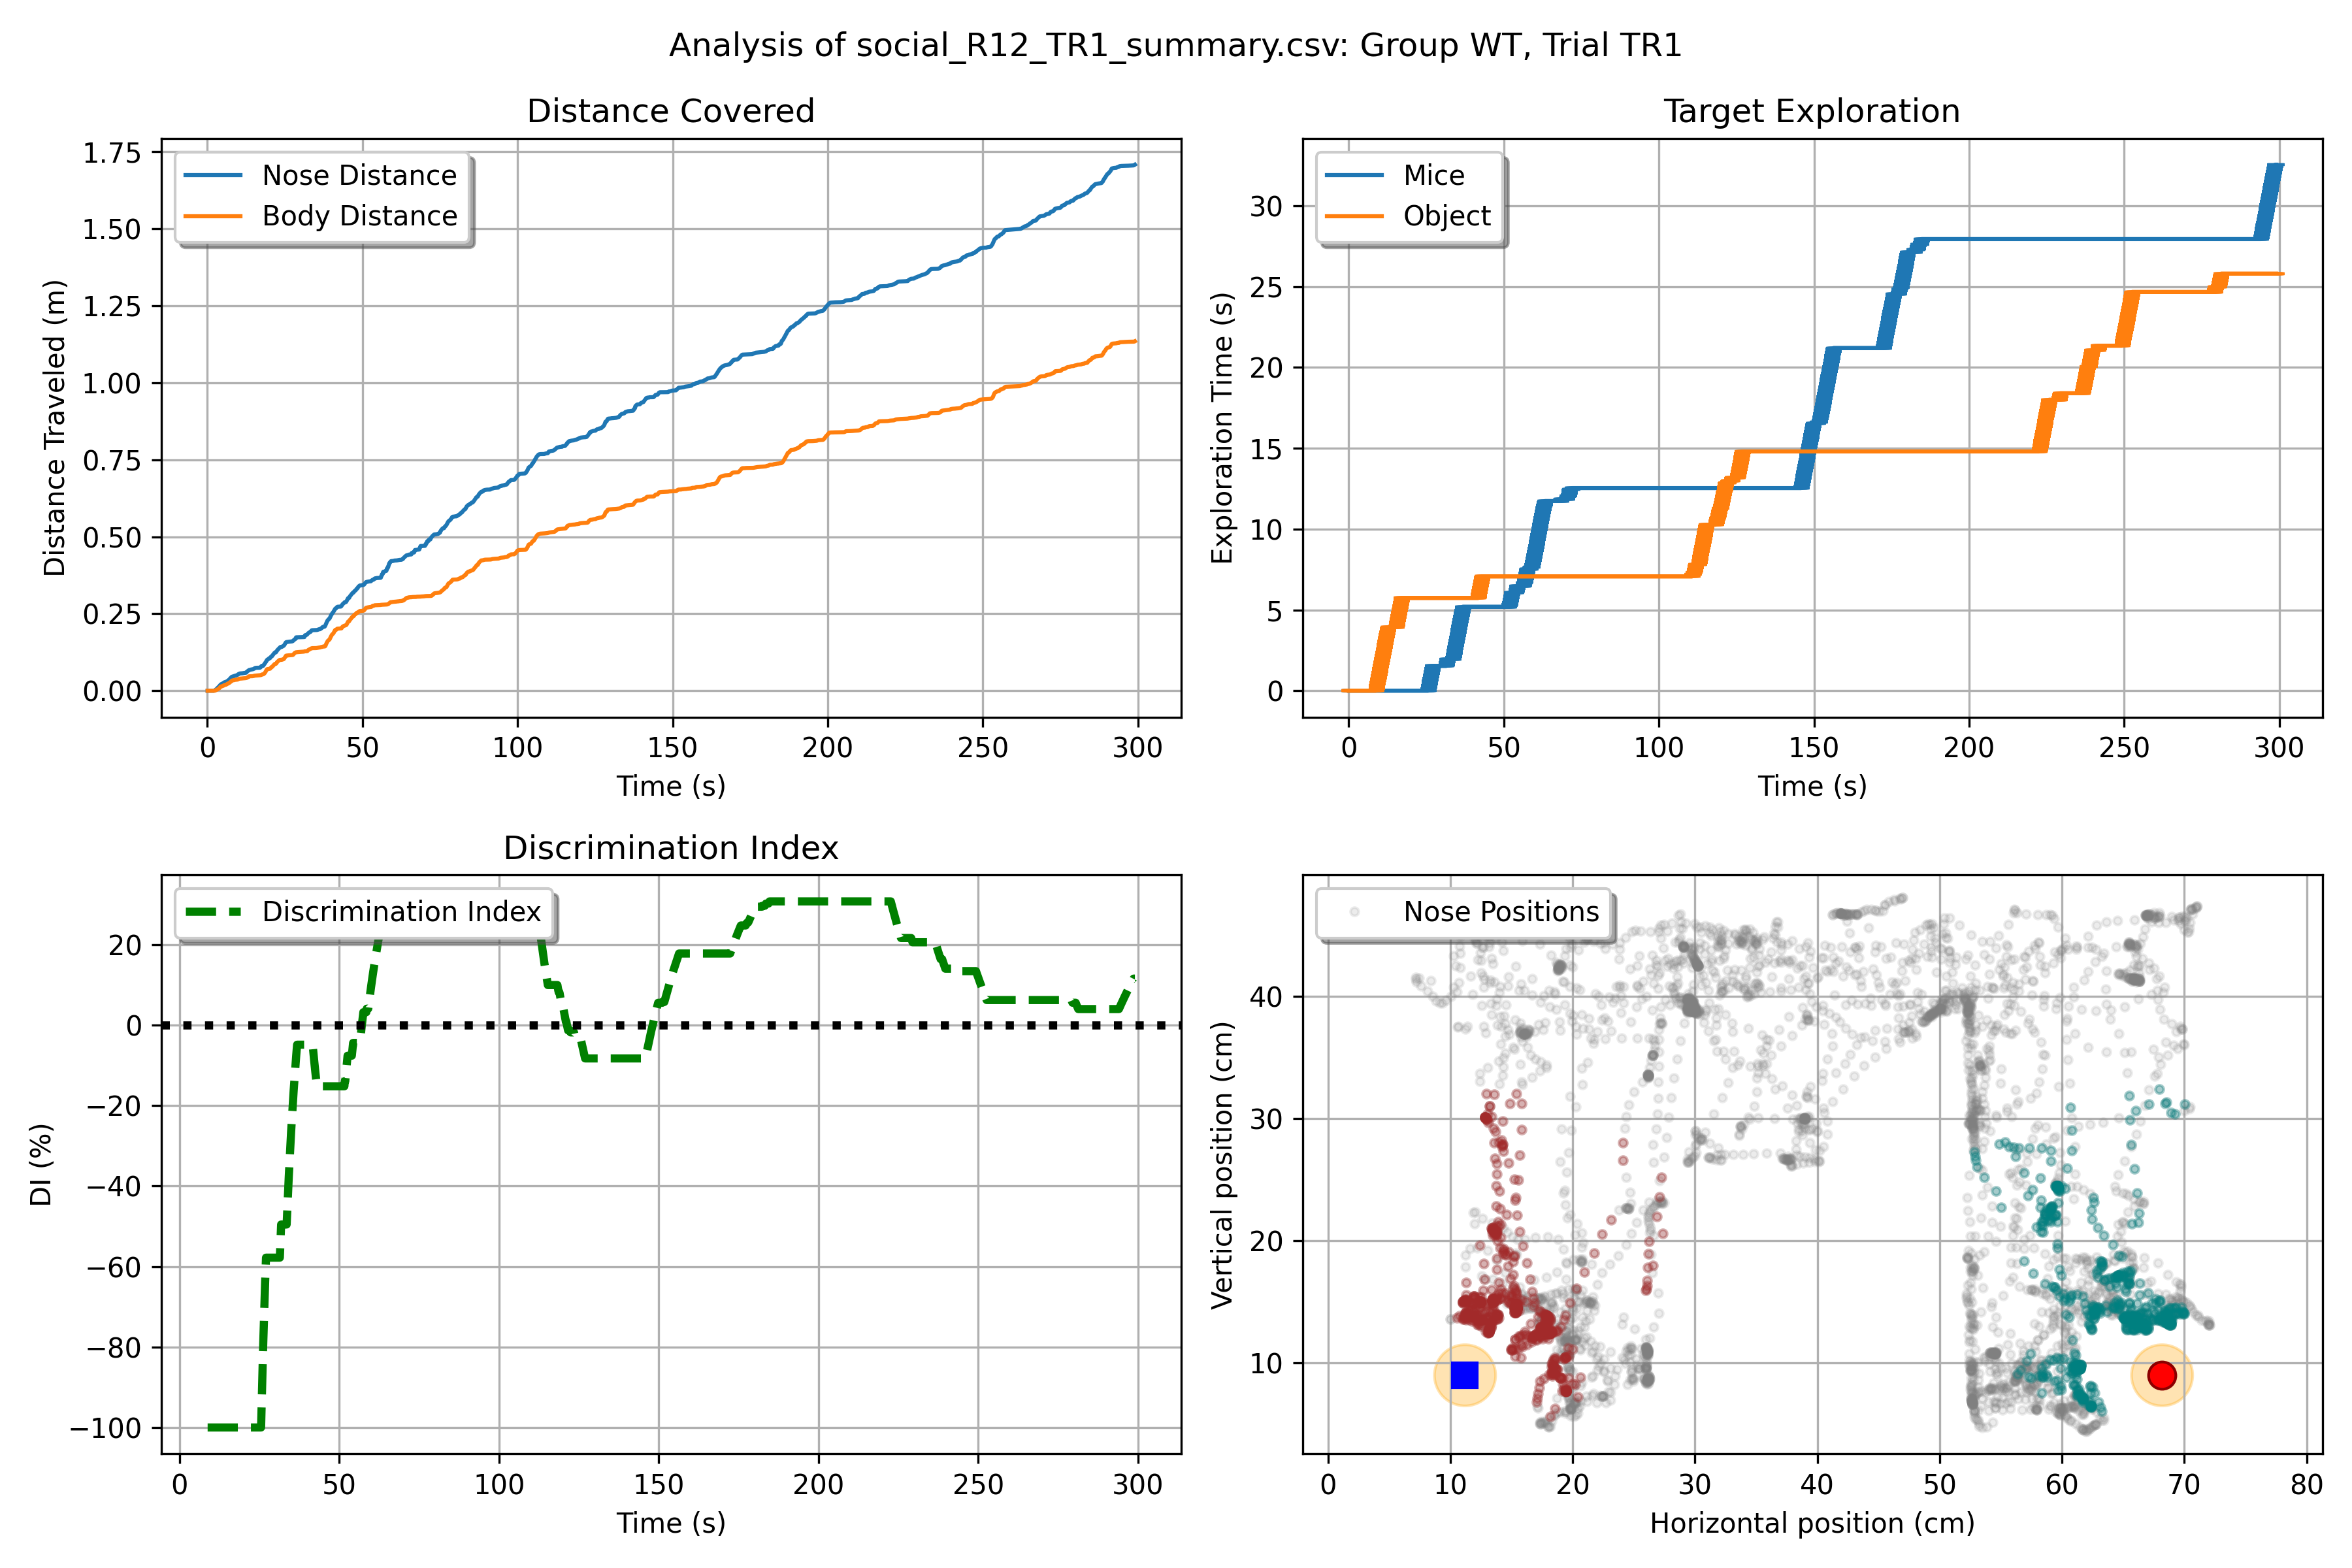 Analysis of social_R12_TR1_summary.csv: Group WT, Trial TR1
Distance Covered
1.75
1.50
1.25
1.00
0.75
0.50
0.25
0.00
Distance Traveled (m)
Nose Distance
Body Distance
0 50 100 150 200 250 300
Time (s)
Target Exploration
30
25
20
15
10
5
0
Exploration Time (s)
Mice
Object
0 50 100 150 200 250 300
Time (s)
Discrimination Index
20
0
−20
−40
−60
−80
−100
DI (%)
Discrimination Index
0 50 100 150 200 250 300
Time (s)
40
30
20
10
Vertical position (cm)
Nose Positions
0 10 20 30 40 50 60 70 80
Horizontal position (cm)